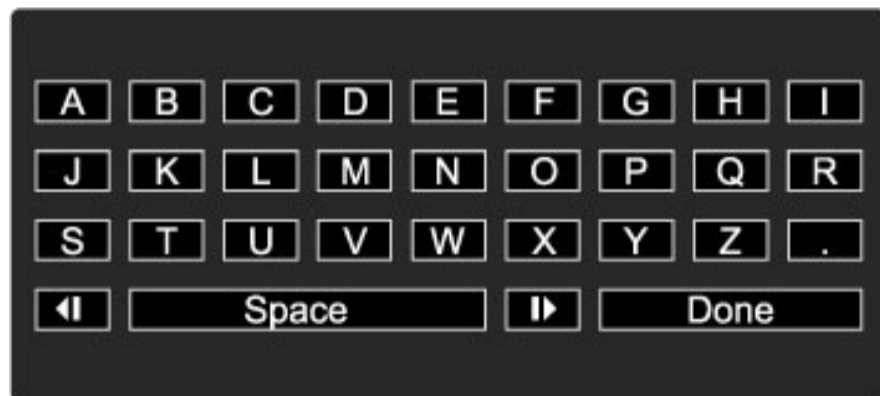 A B C D E F G H I
J K L M N O P Q R
S T U V W X Y Z .
Space Done